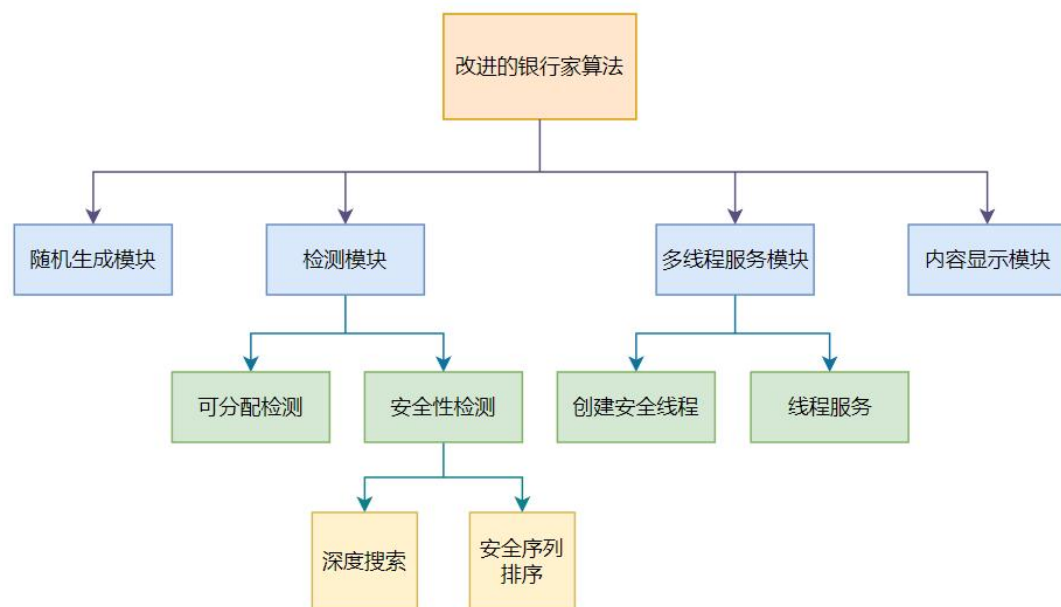 改进的银行家算法
随机生成模块
检测模块
多线程服务模块
内容显示模块
可分配检测
安全性检测
创建安全线程
线程服务
深度搜索
安全序列
排序